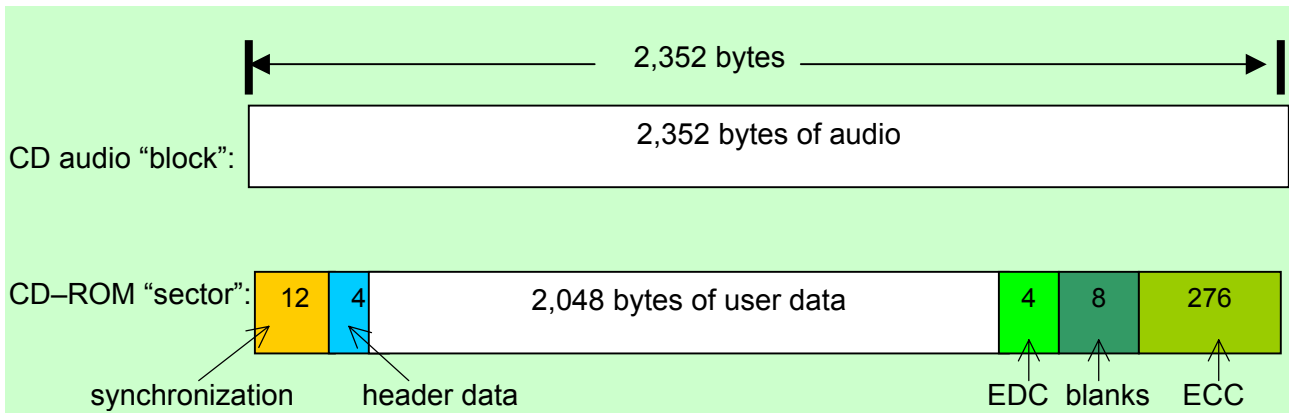 2,352 bytes
2,352 bytes of audio
CD audio “block”:
CD–ROM “sector”:
12 4 2,048 bytes of user data 4 8 276
synchronization header data EDC blanks ECC